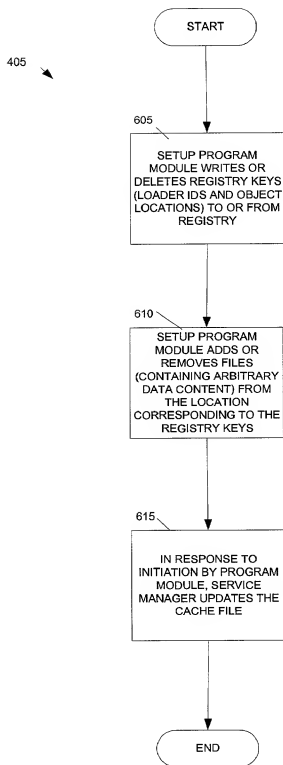 START
405
605
SETUP PROGRAM
MODULE WRITES OR
DELETES REGISTRY KEYS
(LOADER IDS AND OBJECT
LOCATIONS) TO OR FROM
REGISTRY
610
SETUP PROGRAM
MODULE ADDS OR
REMOVES FILES
(CONTAINING ARBITRARY
DATA CONTENT) FROM
THE LOCATION
CORRESPONDING TO THE
REGISTRY KEYS
615
IN RESPONSE TO
INITIATION BY PROGRAM
MODULE, SERVICE
MANAGER UPDATES THE
CACHE FILE
END